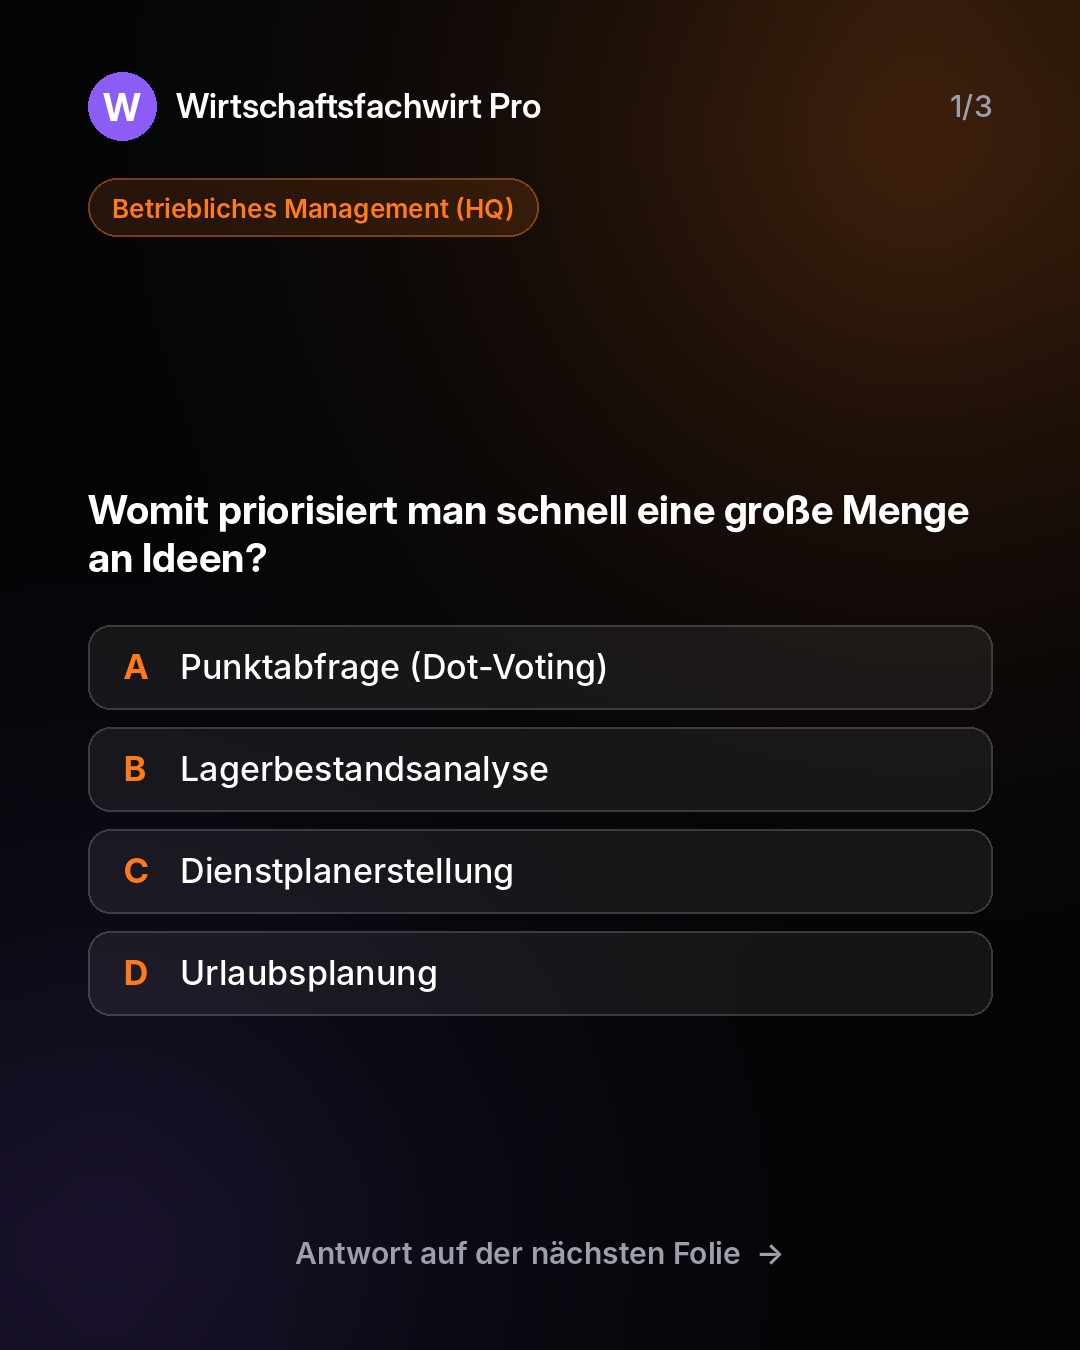 W Wirtschaftsfachwirt Pro 1/3
Betriebliches Management (HQ)
Womit priorisiert man schnell eine große Menge
an Ideen?
A Punktabfrage (Dot-Voting)
B Lagerbestandsanalyse
C Dienstplanerstellung
D Urlaubsplanung
Antwort auf der nächsten Folie →